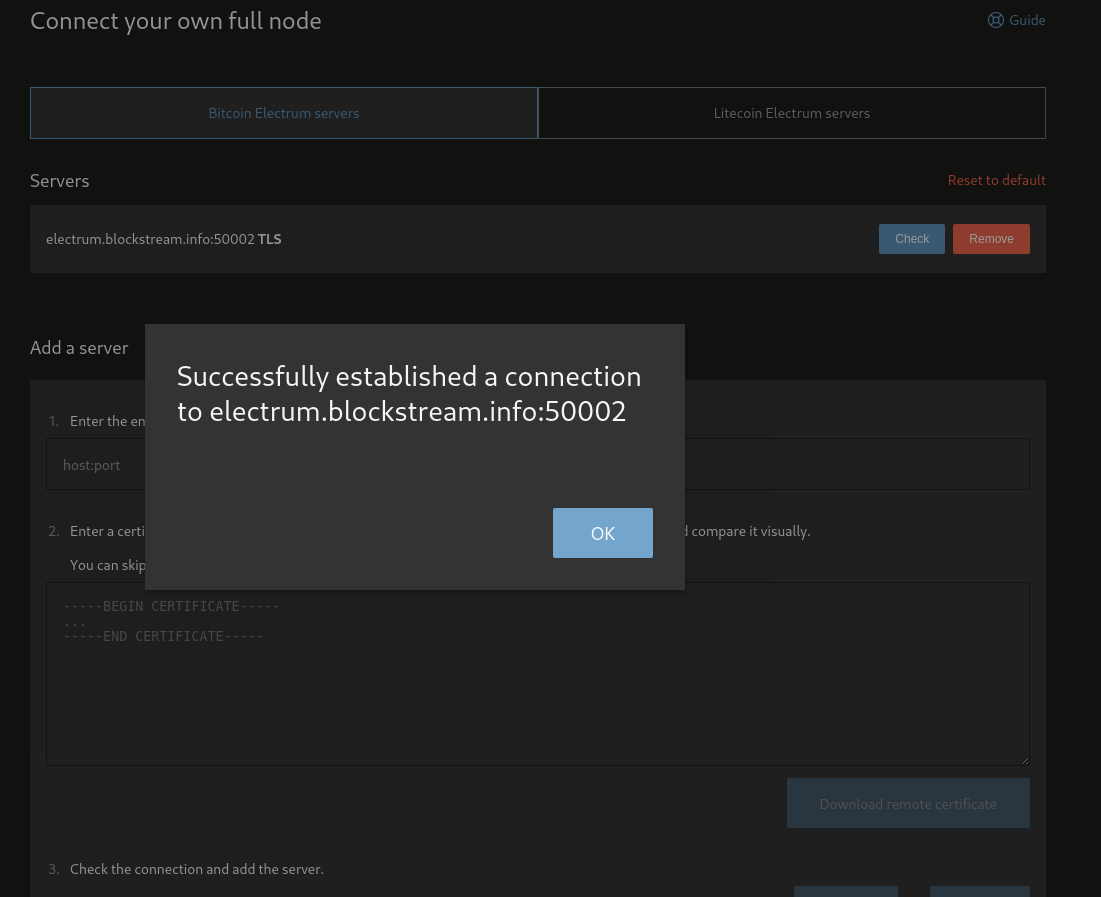 Connect your own full node
Guide
Bitcoin Electrum servers
Litecoin Electrum servers
Servers
Reset to default
electrum.blockstream.info:50002 TLS
Check
Remove
Add a server
Successfully established a connection
to electrum.blockstream.info:50002
OK
1. Enter the en
host:port
2. Enter a certi
compare it visually.
You can skip
-----BEGIN CERTIFICATE-----
...
-----END CERTIFICATE-----
Download remote certificate
3. Check the connection and add the server.